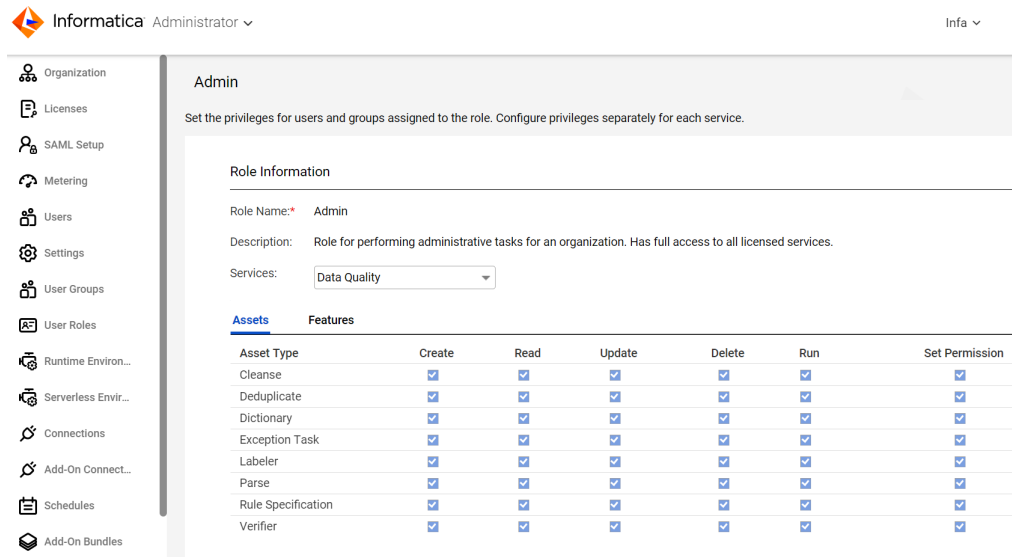 Informatica Administrator
Infa
Organization
Licenses
SAML Setup
Metering
Users
Settings
User Groups
User Roles
Runtime Environ...
Serverless Envir...
Connections
Add-On Connect...
Schedules
Add-On Bundles
Admin
Set the privileges for users and groups assigned to the role. Configure privileges separately for each service.
Role Information
Role Name:* Admin
Description: Role for performing administrative tasks for an organization. Has full access to all licensed services.
Services: Data Quality
Assets Features
Asset Type Create Read Update Delete Run Set Permission
Cleanse
Deduplicate
Dictionary
Exception Task
Labeler
Parse
Rule Specification
Verifier